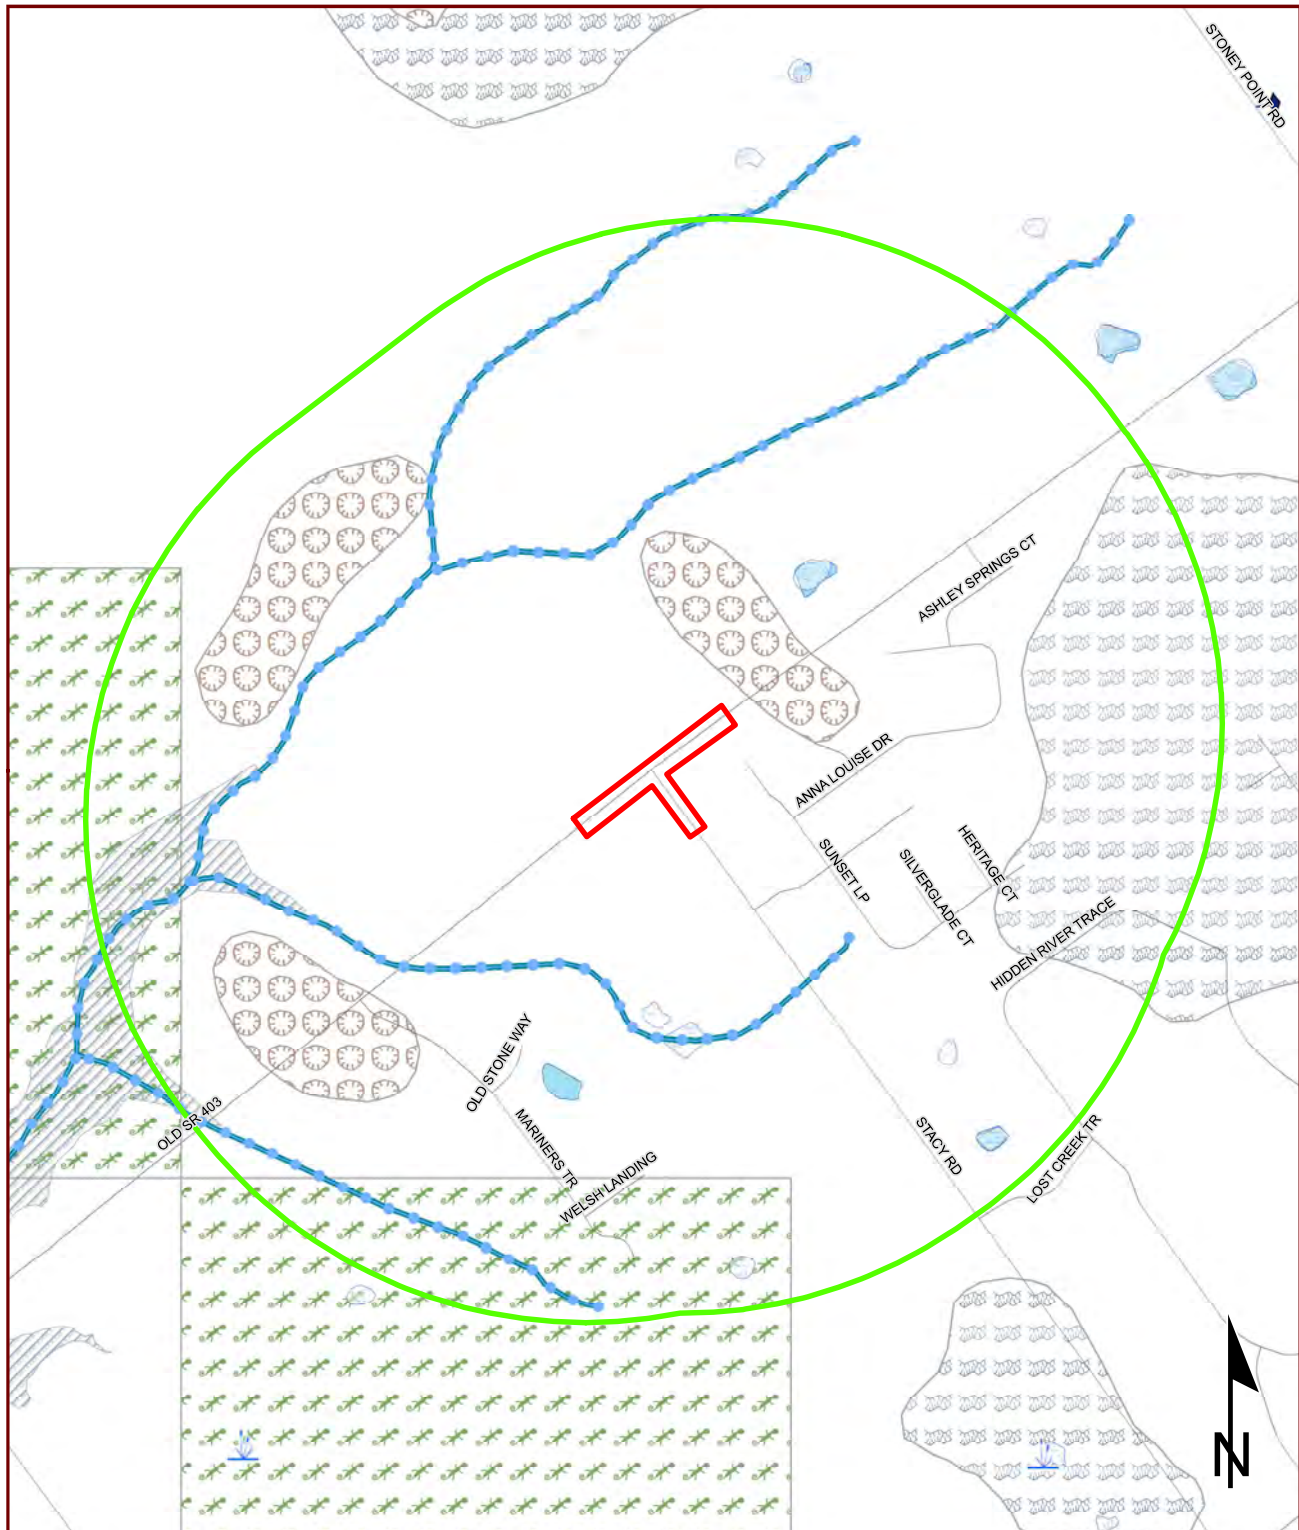 STONEY POINT RD
ASHLEY SPRINGS CT
ANNA LOUISE DR
SUNSET LP
SILVERGLADE CT
HERITAGE CT
HIDDEN RIVER TRACE
OLD STONE WAY
OLD SR 403
MARINERS TR
WELSH LANDING
STACY RD
LOST CREEK TR
N